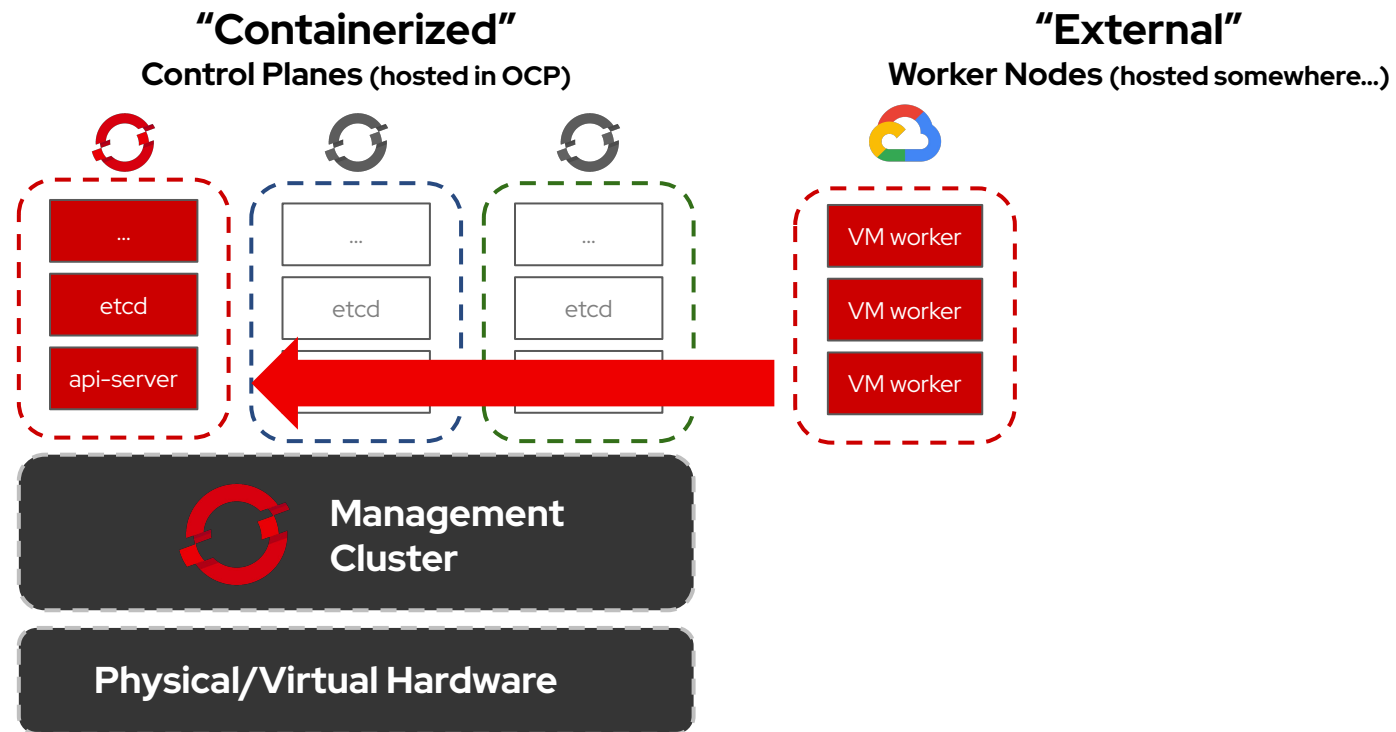 “Containerized”
Control Planes (hosted in OCP)
“External”
Worker Nodes (hosted somewhere...)
...
etcd
api-server
...
etcd
...
etcd
VM worker
VM worker
VM worker
Management
Cluster
Physical/Virtual Hardware